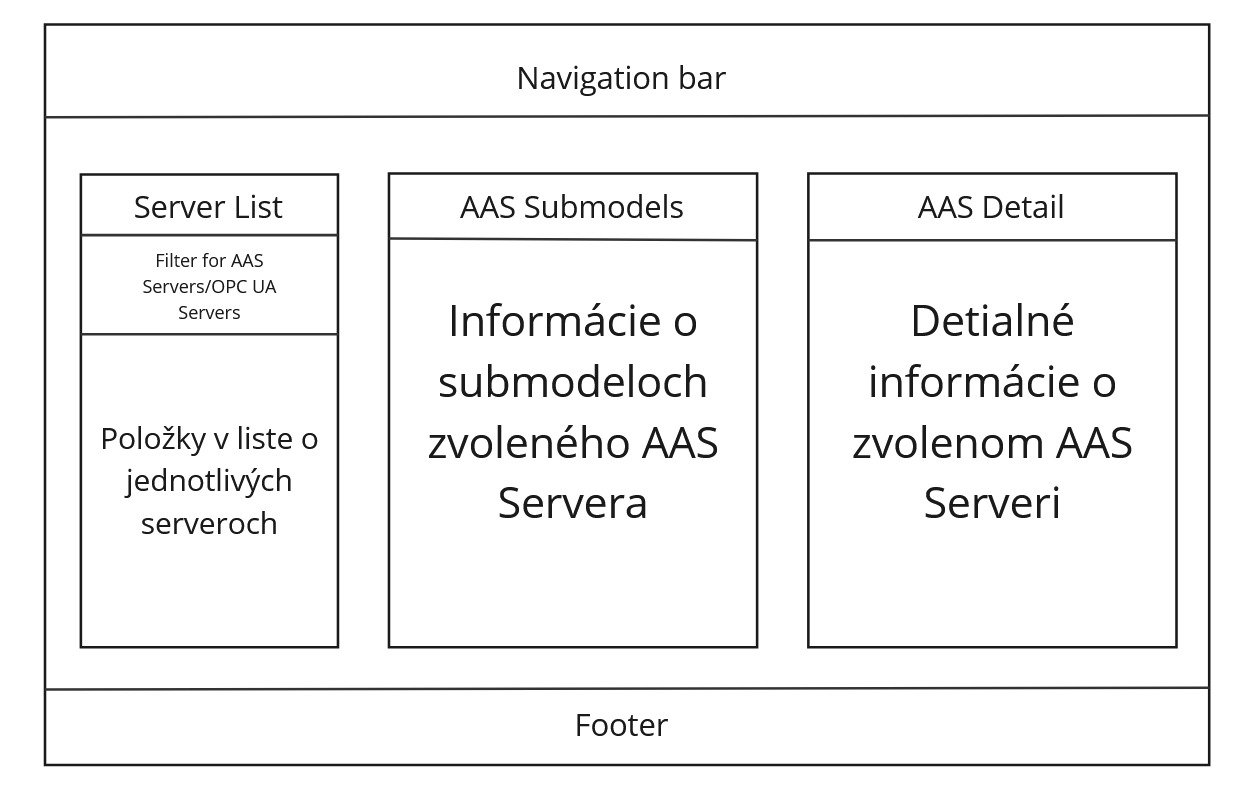 Navigation bar
Server List
Filter for AAS
Servers/OPC UA
Servers
Položky v liste o
jednotlivých
serveroch
AAS Submodels
Informácie o
submodeloch
zvoleného AAS
Servera
AAS Detail
Detialné
informácie o
zvolenom AAS
Serveri
Footer